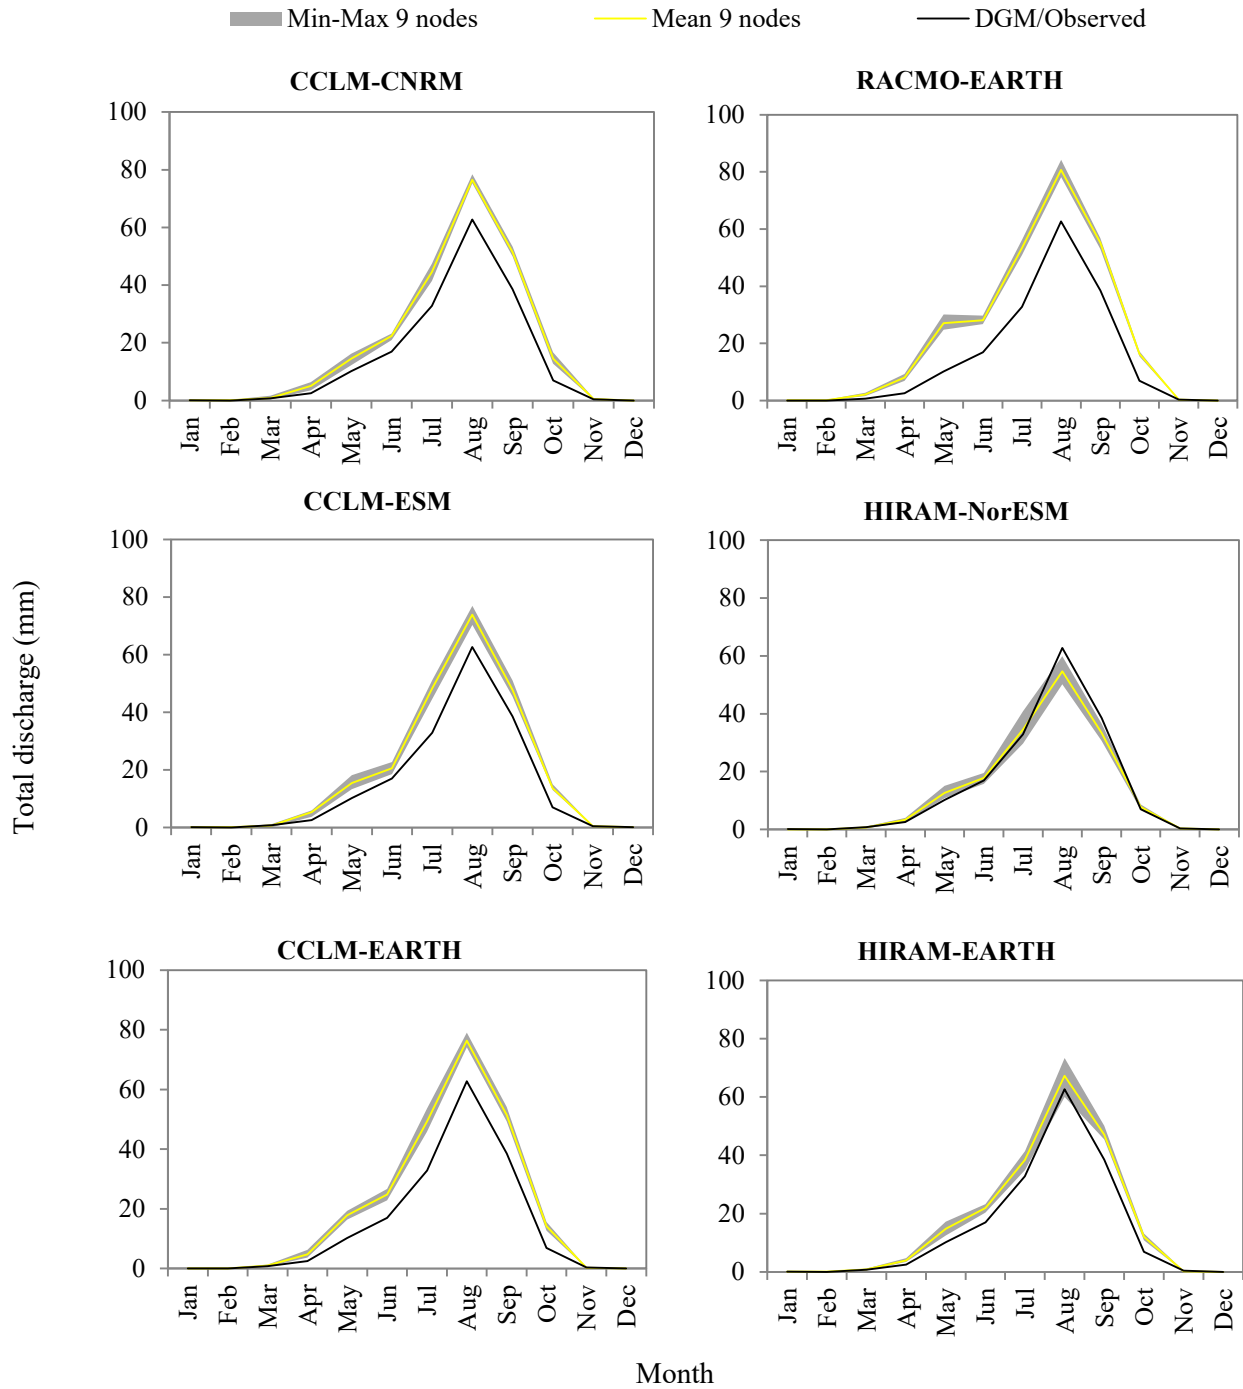 Min-Max 9 nodes Mean 9 nodes DGM/Observed
CCLM-CNRM
100
80
60
40
20
0
Jan Feb Mar Apr May Jun Jul Aug Sep Oct Nov Dec
RACMO-EARTH
100
80
60
40
20
0
Jan Feb Mar Apr May Jun Jul Aug Sep Oct Nov Dec
Total discharge (mm)
CCLM-ESM
100
80
60
40
20
0
Jan Feb Mar Apr May Jun Jul Aug Sep Oct Nov Dec
HIRAM-NorESM
100
80
60
40
20
0
Jan Feb Mar Apr May Jun Jul Aug Sep Oct Nov Dec
CCLM-EARTH
100
80
60
40
20
0
Jan Feb Mar Apr May Jun Jul Aug Sep Oct Nov Dec
HIRAM-EARTH
100
80
60
40
20
0
Jan Feb Mar Apr May Jun Jul Aug Sep Oct Nov Dec
Month